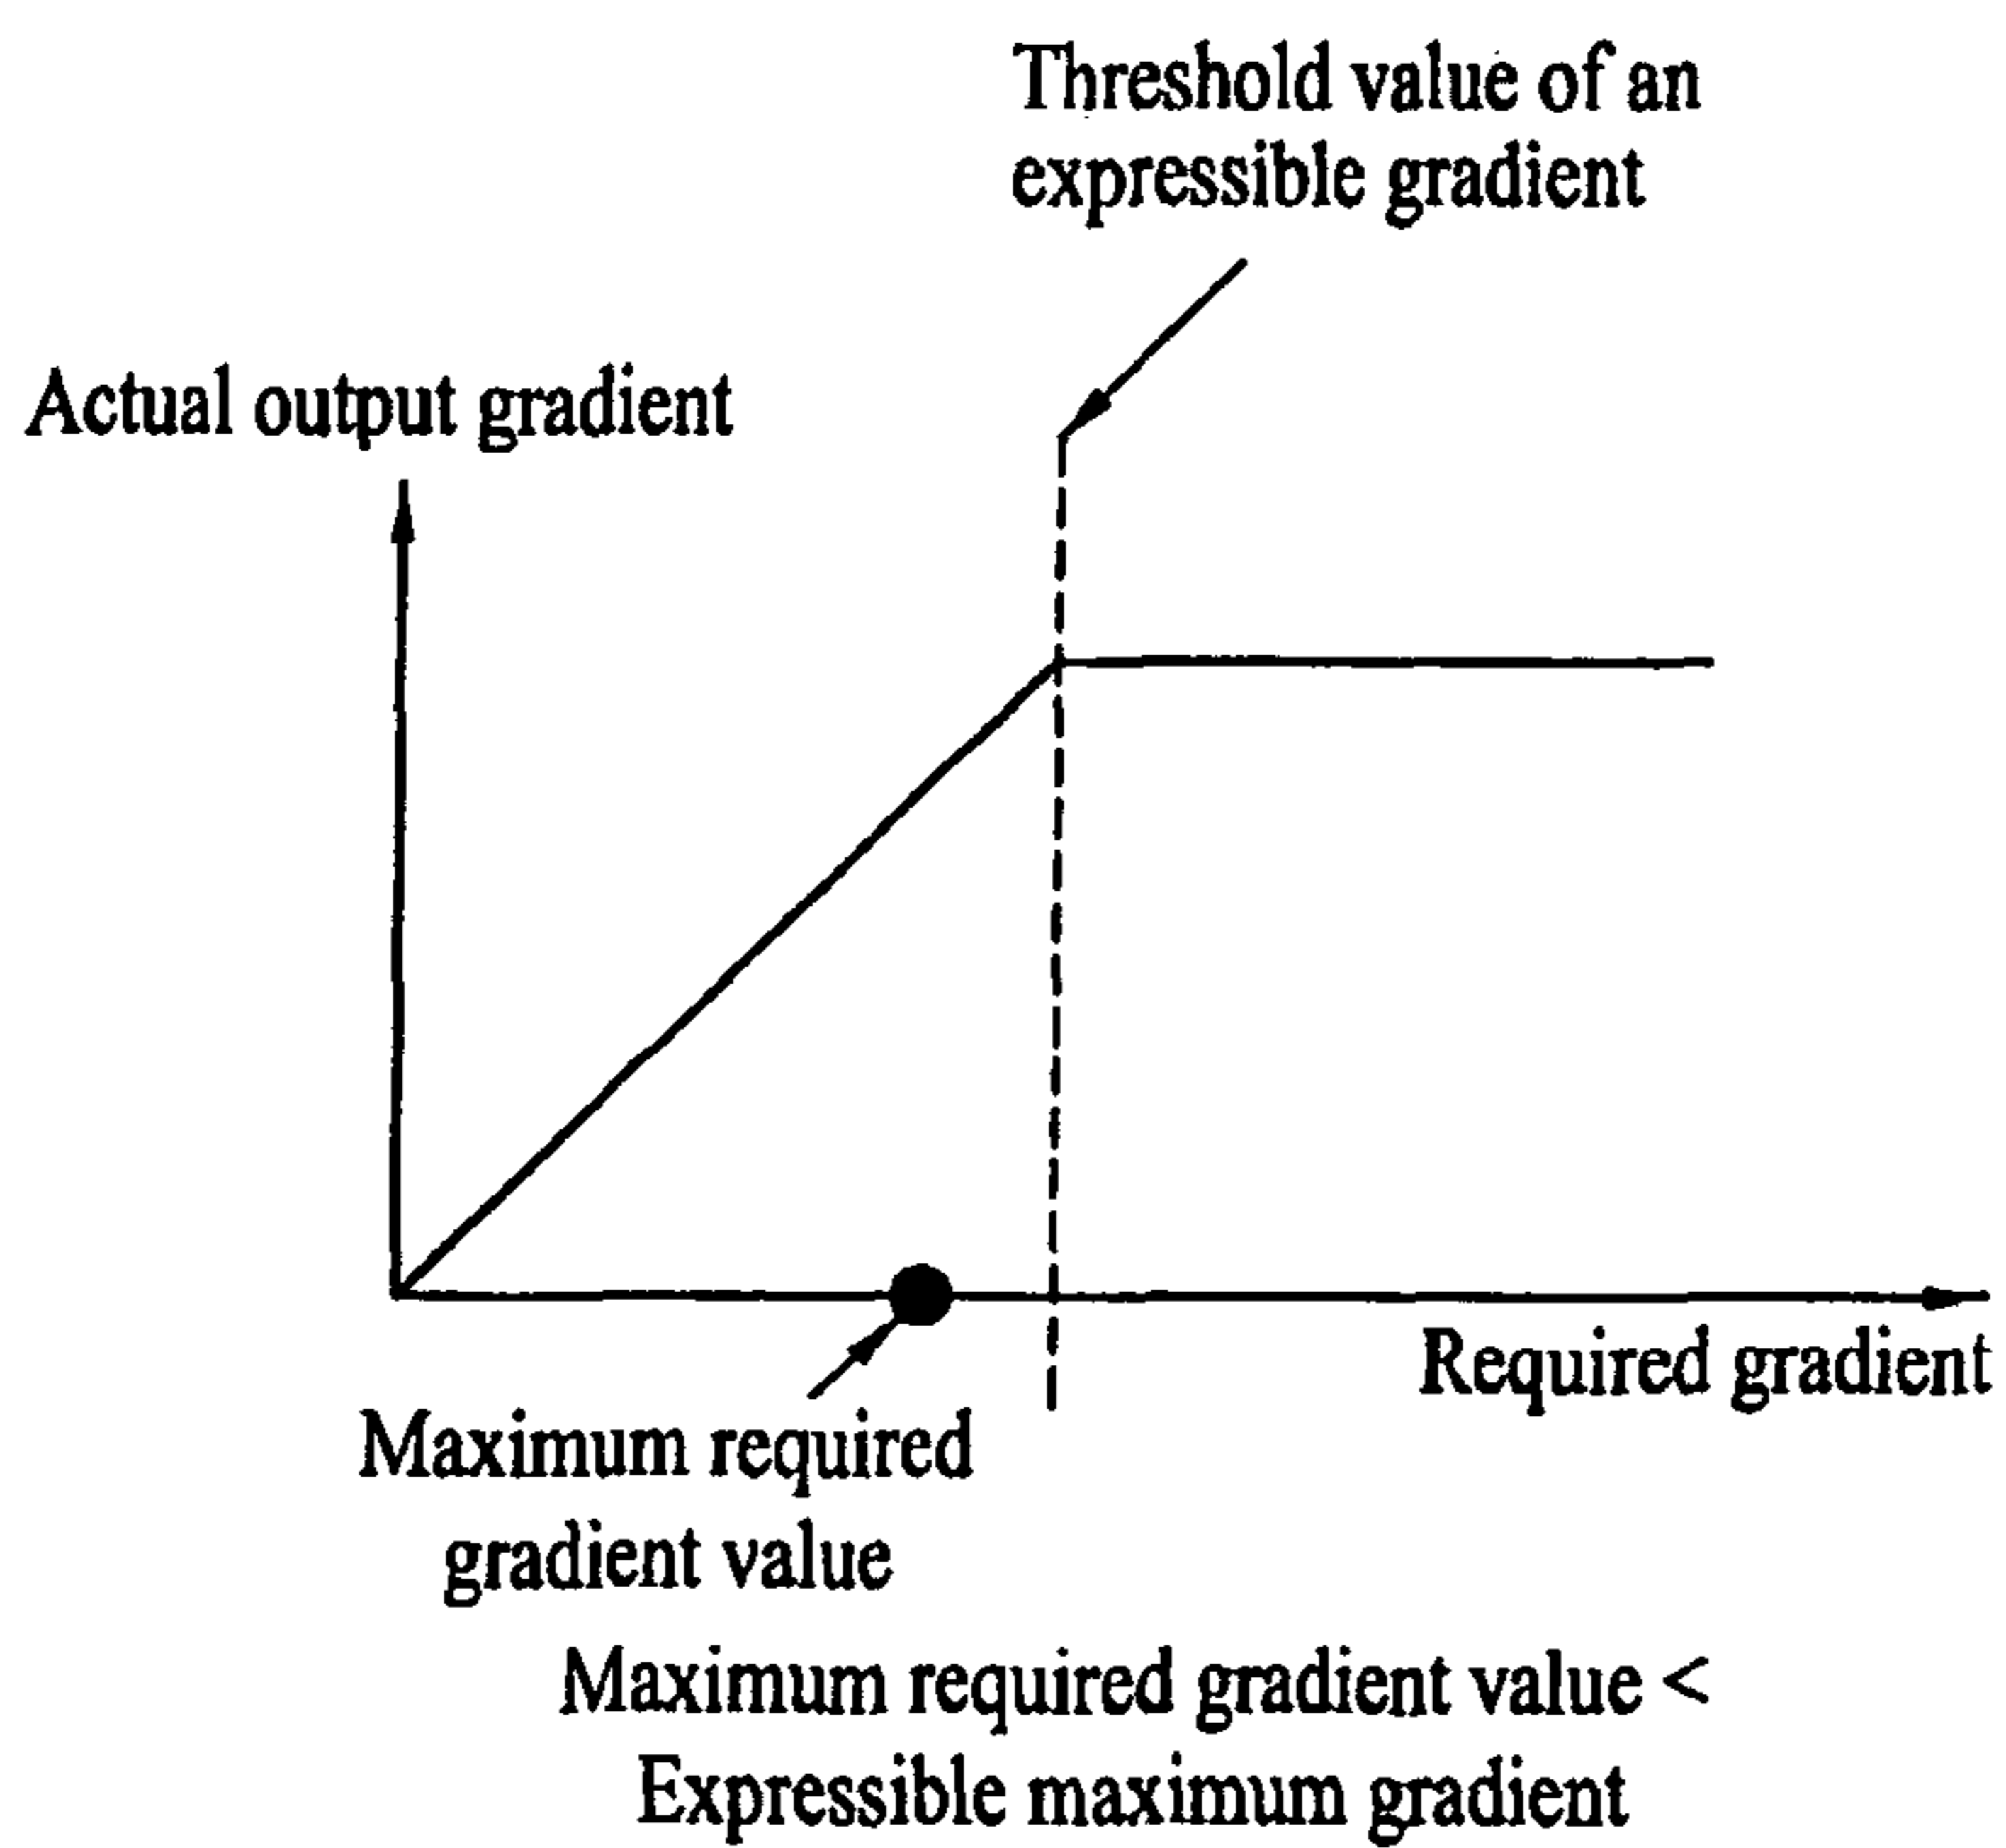 Threshold value of an
expressible gradient
Actual output gradient
Required gradient
Maximum required
gradient value
Maximum required gradient value <
Expressible maximum gradient